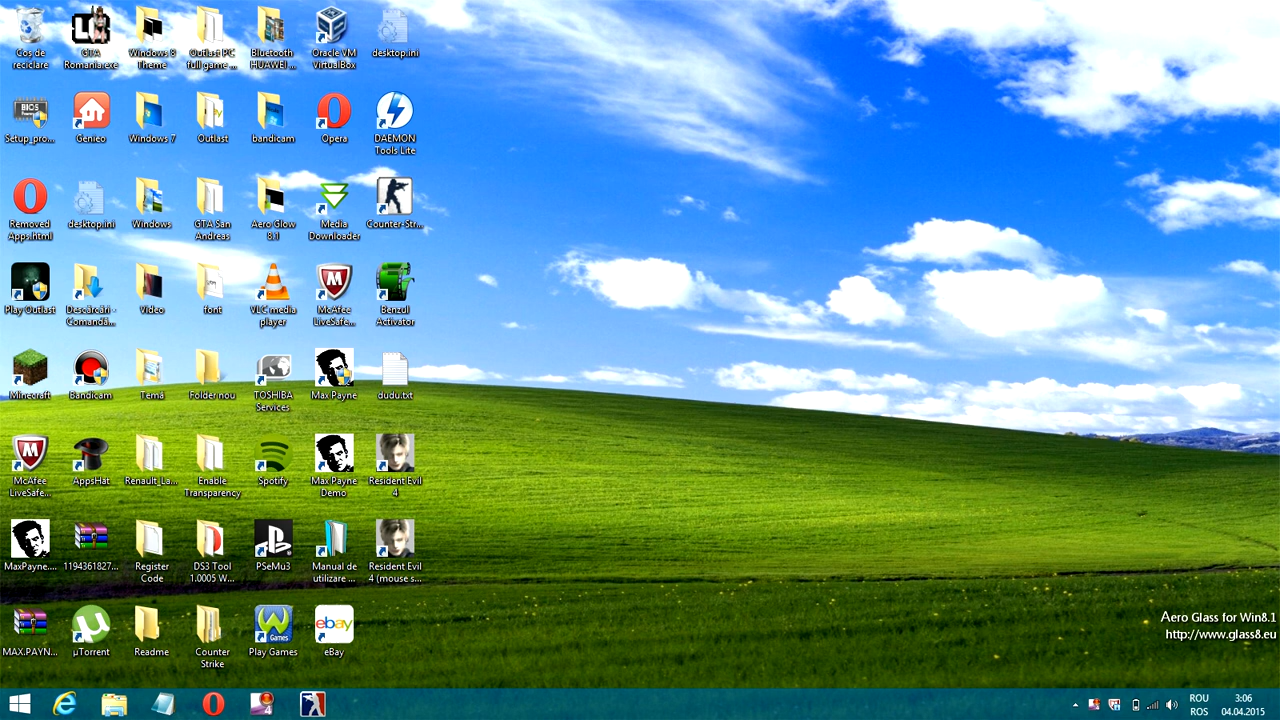 Coş de reciclare
GTA Romania.exe
Windows 8 Theme
Outlast PC full game ...
Bluetooth HUAWEI ...
Oracle VM VirtualBox
desktop.ini
BIOS
Setup_pro...
Genieo
Windows 7
Outlast
bandicam
Opera
DAEMON Tools Lite
Removed Apps.html
desktop.ini
Windows
GTA San Andreas
Aero Glow 8.1
Media Downloader
Counter-Str...
Play Outlast
Descărcări - Comandă...
Video
font
VLC media player
McAfee LiveSafe...
Benzul Activator
Minecraft
Bandicam
Temă
Folder nou
TOSHIBA Services
Max Payne
dudu.txt
McAfee LiveSafe...
AppsHat
Renault_La...
Enable Transparency
Spotify
Max Payne Demo
Resident Evil 4
MaxPayne....
1194361827...
Register Code
DS3 Tool 1.0005 W...
PSeMu3
Manual de utilizare ...
Resident Evil 4 (mouse s...
MAX.PAYN...
µTorrent
Readme
Counter Strike
Games
Play Games
ebay
eBay
Aero Glass for Win8.1
http://www.glass8.eu
ROU
ROS
3:06
04.04.2015